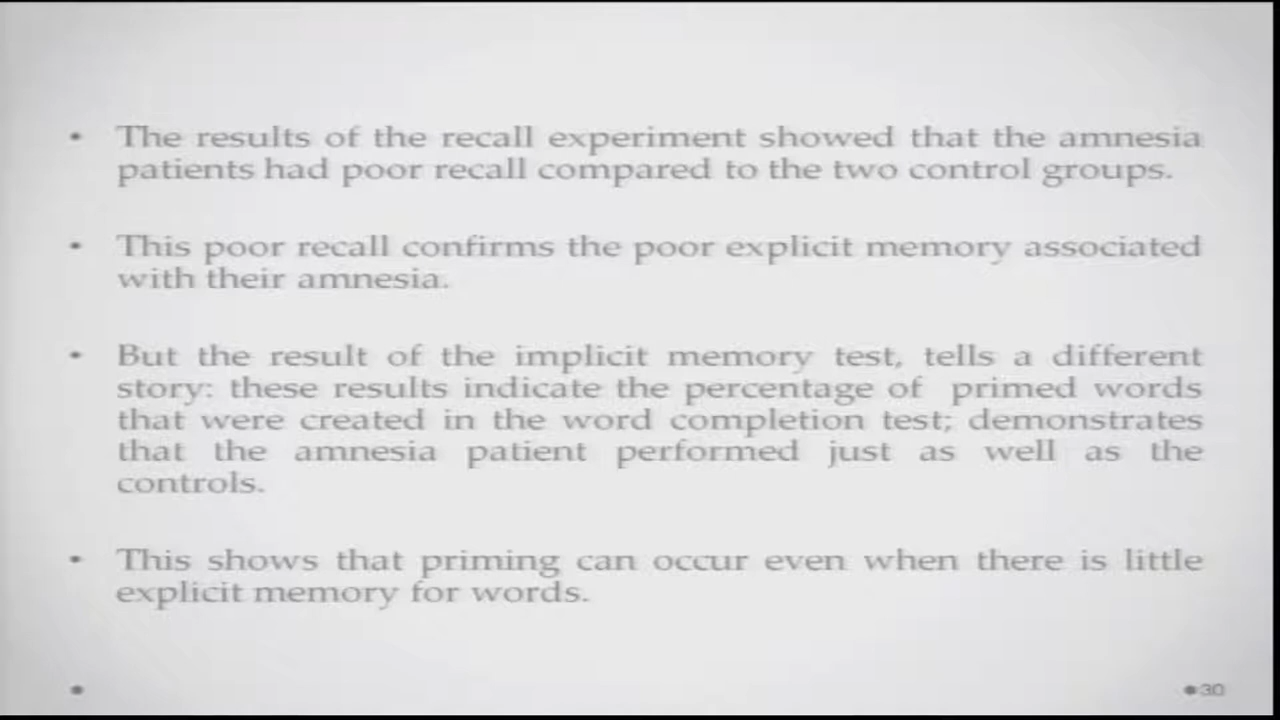 • The results of the recall experiment showed that the amnesia
patients had poor recall compared to the two control groups.
• This poor recall confirms the poor explicit memory associated
with their amnesia.
• But the result of the implicit memory test, tells a different
story: these results indicate the percentage of primed words
that were created in the word completion test; demonstrates
that the amnesia patient performed just as well as the
controls.
• This shows that priming can occur even when there is little
explicit memory for words.
•
•30